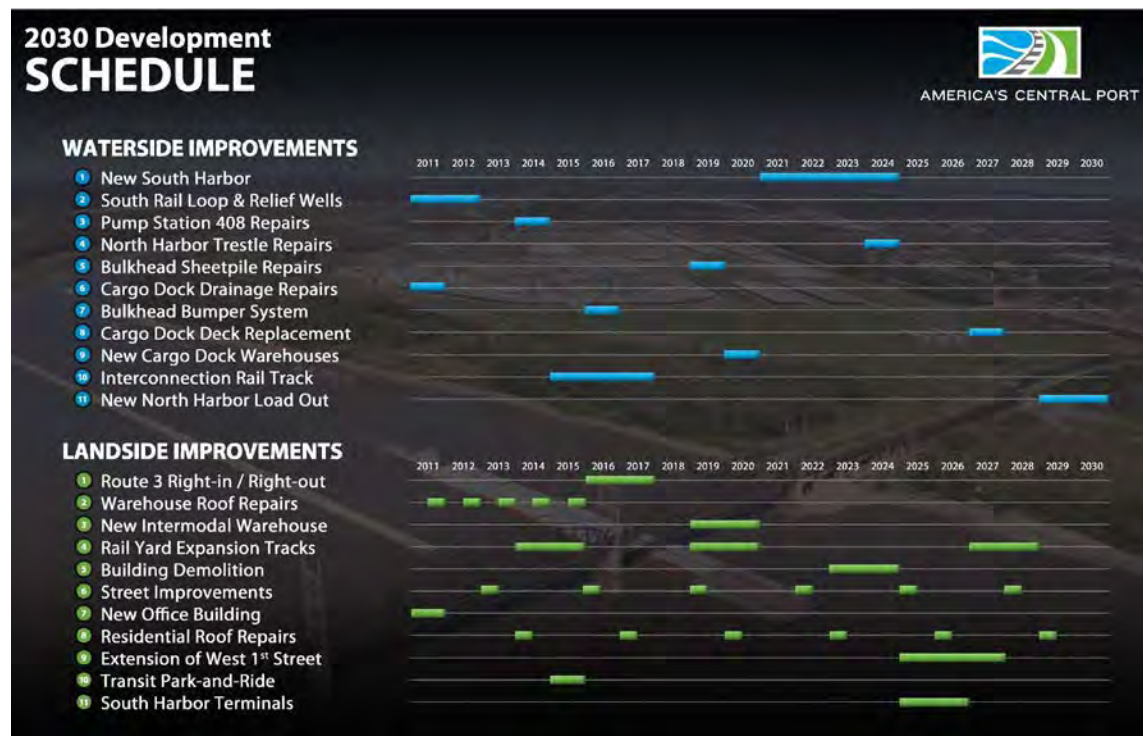 2030 Development
SCHEDULE
AMERICA'S CENTRAL PORT
WATERSIDE IMPROVEMENTS
2011 2012 2013 2014 2015 2016 2017 2018 2019 2020 2021 2022 2023 2024 2025 2026 2027 2028 2029 2030
1 New South Harbor
2 South Rail Loop & Relief Wells
3 Pump Station 408 Repairs
4 North Harbor Trestle Repairs
5 Bulkhead Sheetpile Repairs
6 Cargo Dock Drainage Repairs
7 Bulkhead Bumper System
8 Cargo Dock Deck Replacement
9 New Cargo Dock Warehouses
10 Interconnection Rail Track
11 New North Harbor Load Out
LANDSIDE IMPROVEMENTS
2011 2012 2013 2014 2015 2016 2017 2018 2019 2020 2021 2022 2023 2024 2025 2026 2027 2028 2029 2030
1 Route 3 Right-in / Right-out
2 Warehouse Roof Repairs
3 New Intermodal Warehouse
4 Rail Yard Expansion Tracks
5 Building Demolition
6 Street Improvements
7 New Office Building
8 Residential Roof Repairs
9 Extension of West 1st Street
10 Transit Park-and-Ride
11 South Harbor Terminals